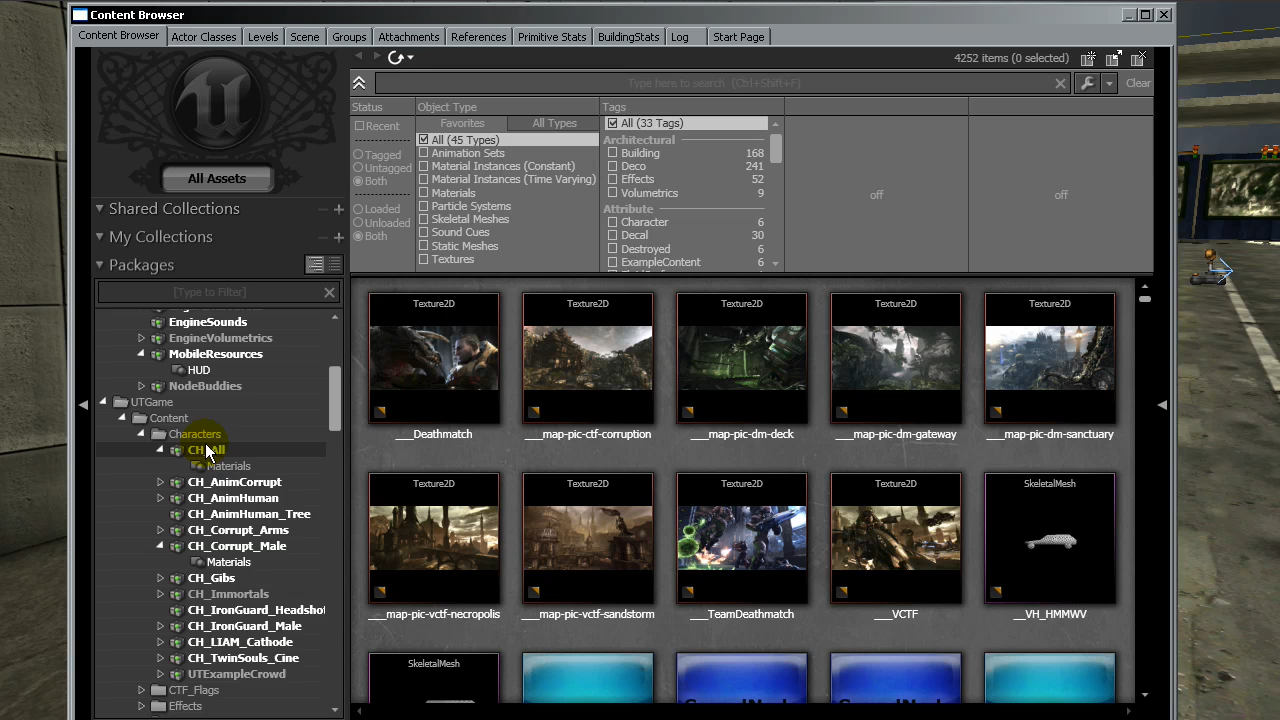 Content Browser
Content Browser Actor Classes Levels Scene Groups Attachments References Primitive Stats BuildingStats Log Start Page
4252 items (0 selected)
Type here to search (Ctrl+Shift+F) Clear
Status Object Type Tags
Recent Favorites All Types All (33 Tags)
All (45 Types) Architectural
Animation Sets Building 168
Tagged Material Instances (Constant) Deco 241
Untagged
Both Material Instances (Time Varying) Effects 52
Materials Volumetrics 9
Loaded Particle Systems Attribute
Unloaded Skeletal Meshes Character 6
Both Sound Cues Decal 30
Static Meshes Destroyed 6
Textures ExampleContent 6
off off
All Assets
Shared Collections
My Collections
Packages
[Type to Filter]
EngineSounds
EngineVolumetrics
MobileResources
HUD
NodeBuddies
UTGame
Content
Characters
CH_All
Materials
CH_AnimCorrupt
CH_AnimHuman
CH_AnimHuman_Tree
CH_Corrupt_Arms
CH_Corrupt_Male
Materials
CH_Gibs
CH_Immortals
CH_IronGuard_Headshot
CH_IronGuard_Male
CH_LIAM_Cathode
CH_TwinSouls_Cine
UTExampleCrowd
CTF_Flags
Effects
Texture2D Texture2D Texture2D Texture2D Texture2D
___Deathmatch ___map-pic-ctf-corruption ___map-pic-dm-deck ___map-pic-dm-gateway ___map-pic-dm-sanctuary
Texture2D Texture2D Texture2D Texture2D SkeletalMesh
___map-pic-vctf-necropolis ___map-pic-vctf-sandstorm ___TeamDeathmatch ___VCTF __VH_HMMWV
SkeletalMesh